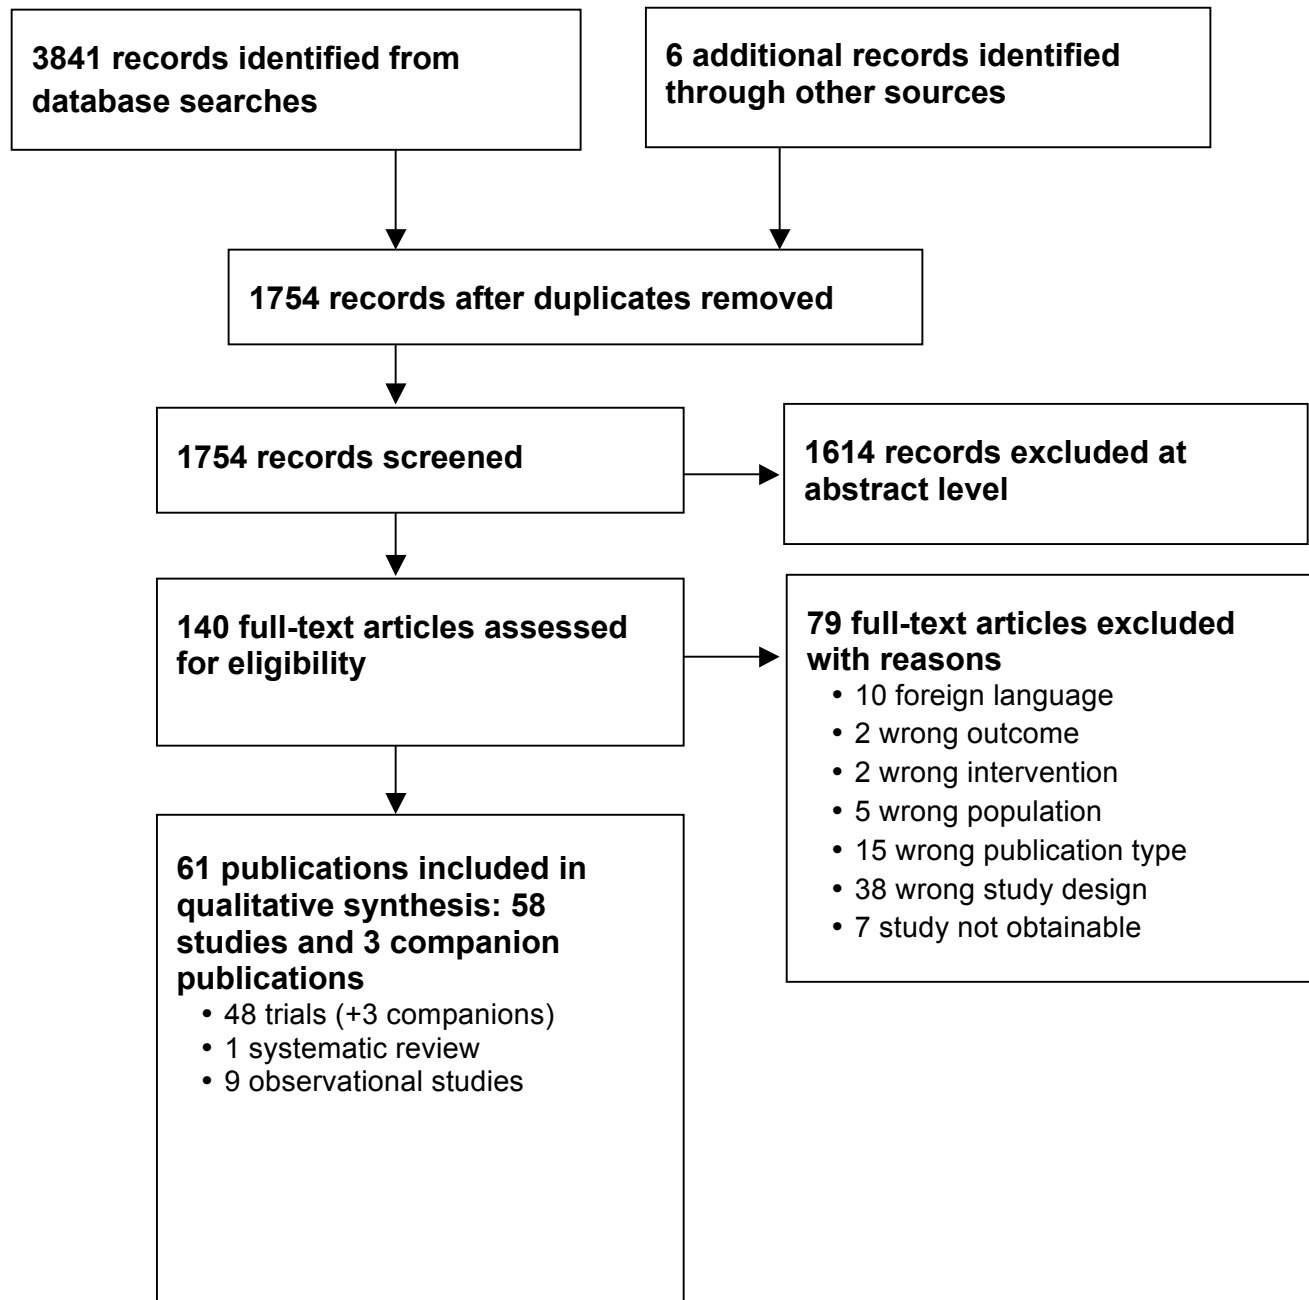 3841 records identified from
database searches
6 additional records identified
through other sources
1754 records after duplicates removed
1754 records screened
1614 records excluded at
abstract level
140 full-text articles assessed
for eligibility
79 full-text articles excluded
with reasons
• 10 foreign language
• 2 wrong outcome
• 2 wrong intervention
• 5 wrong population
• 15 wrong publication type
• 38 wrong study design
• 7 study not obtainable
61 publications included in
qualitative synthesis: 58
studies and 3 companion
publications
• 48 trials (+3 companions)
• 1 systematic review
• 9 observational studies